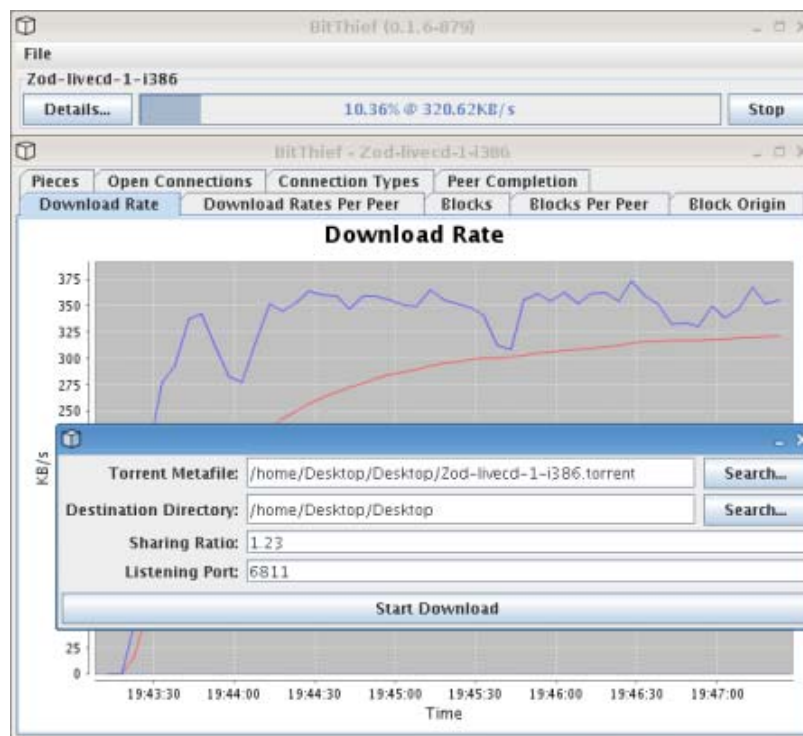 BitThief (0.1.6-879)
File
Zod-livecd-1-i386
Details...
10.36% @ 320.62KB/s
Stop
BitThief - Zod-livecd-1-i386
Pieces
Open Connections
Connection Types
Peer Completion
Download Rate
Download Rates Per Peer
Blocks
Blocks Per Peer
Block Origin
Download Rate
375
350
325
300
275
250
KB/s
Torrent Metafile: /home/Desktop/Desktop/Zod-livecd-1-i386.torrent Search...
Destination Directory: /home/Desktop/Desktop Search...
Sharing Ratio: 1.23
Listening Port: 6811
Start Download
25
0
19:43:30 19:44:00 19:44:30 19:45:00 19:45:30 19:46:00 19:46:30 19:47:00
Time